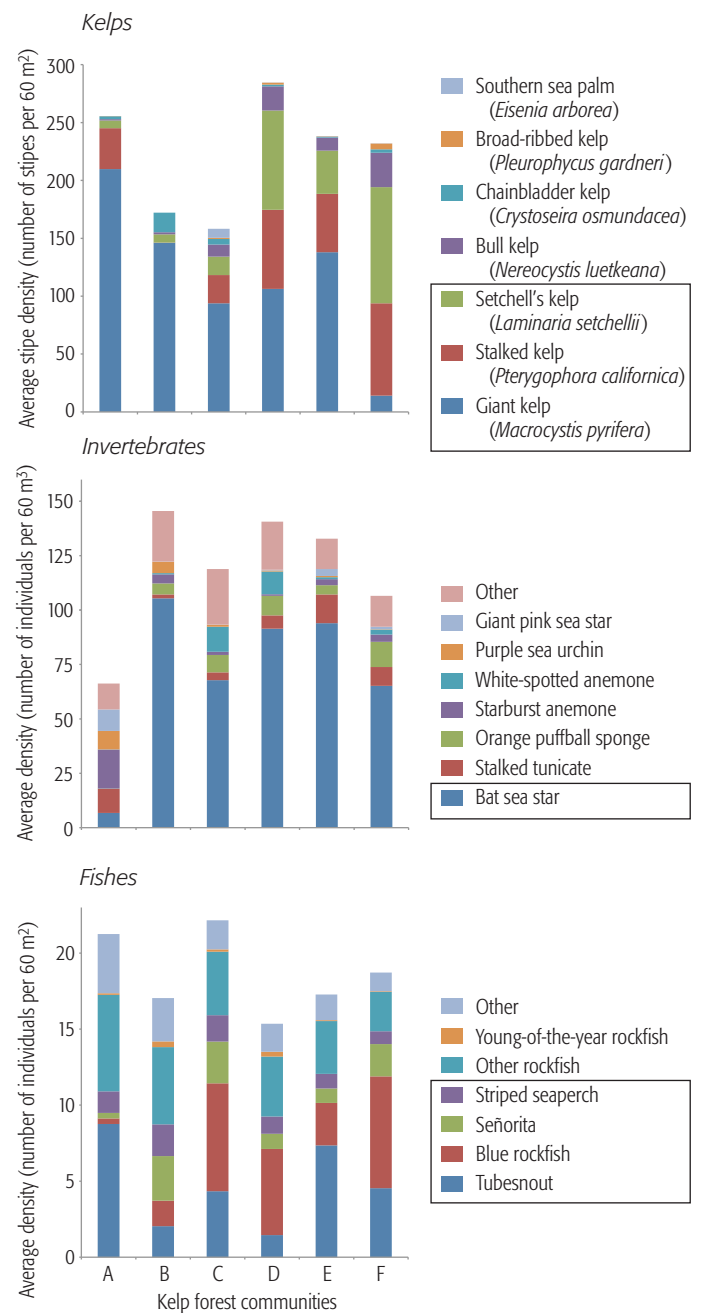 Kelps
Average stipe density (number of stipes per 60 m²)
300
250
200
150
100
50
0
Southern sea palm
(Eisenia arborea)
Broad-ribbed kelp
(Pleurophycus gardneri)
Chainbladder kelp
(Crystoseira osmundacea)
Bull kelp
(Nereocystis luetkeana)
Setchell's kelp
(Laminaria setchellii)
Stalked kelp
(Pterygophora californica)
Giant kelp
(Macrocystis pyrifera)
Invertebrates
Average density (number of individuals per 60 m³)
150
125
100
75
50
25
0
Other
Giant pink sea star
Purple sea urchin
White-spotted anemone
Starburst anemone
Orange puffball sponge
Stalked tunicate
Bat sea star
Fishes
Average density (number of individuals per 60 m²)
20
15
10
5
0
Other
Young-of-the-year rockfish
Other rockfish
Striped seaperch
Señorita
Blue rockfish
Tubesnout
A B C D E F
Kelp forest communities